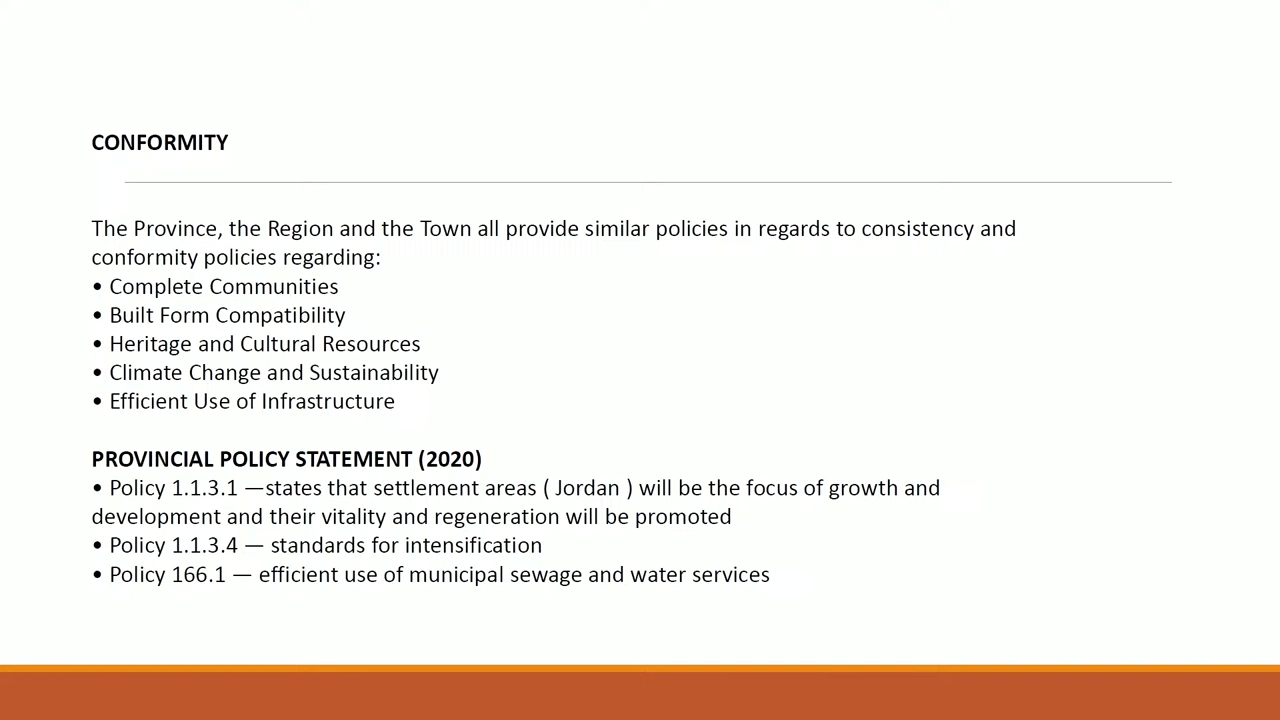 CONFORMITY
The Province, the Region and the Town all provide similar policies in regards to consistency and
conformity policies regarding:
• Complete Communities
• Built Form Compatibility
• Heritage and Cultural Resources
• Climate Change and Sustainability
• Efficient Use of Infrastructure
PROVINCIAL POLICY STATEMENT (2020)
• Policy 1.1.3.1 —states that settlement areas ( Jordan ) will be the focus of growth and
development and their vitality and regeneration will be promoted
• Policy 1.1.3.4 — standards for intensification
• Policy 166.1 — efficient use of municipal sewage and water services